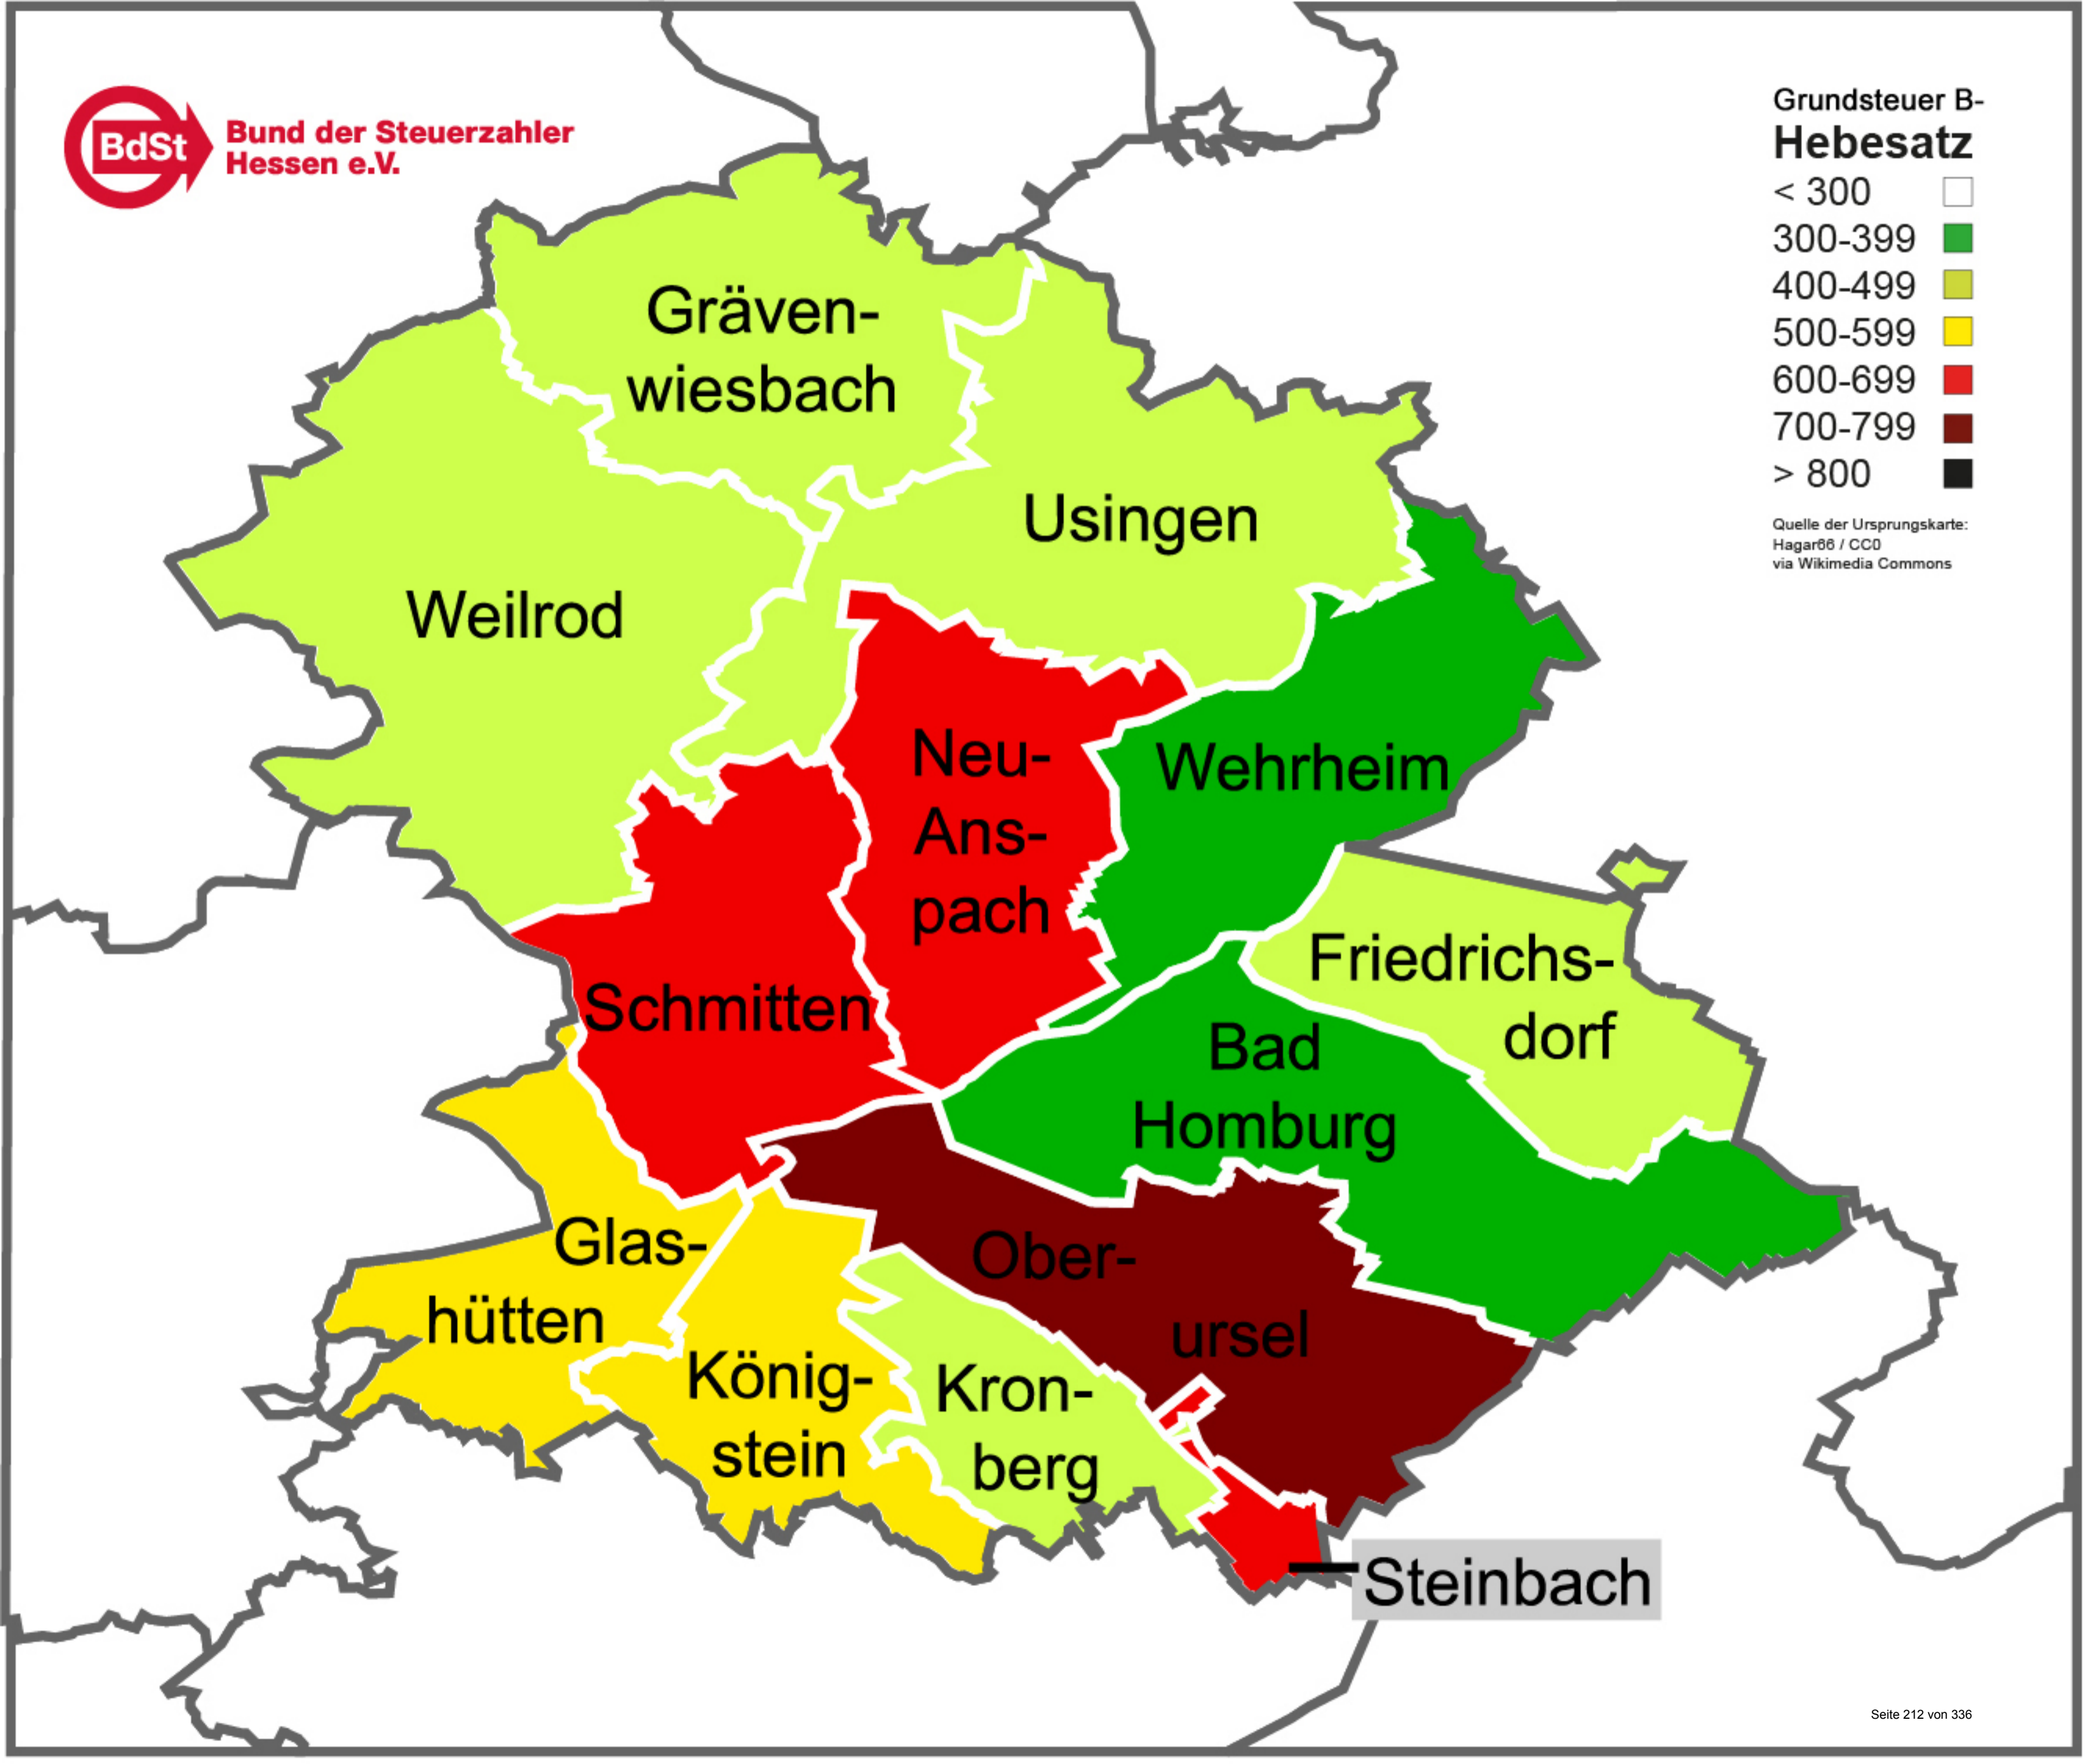 BdSt
Bund der Steuerzahler
Hessen e.V.
Grundsteuer B-
Hebesatz
< 300
300-399
400-499
500-599
600-699
700-799
> 800
Quelle der Ursprungskarte:
Hagar66 / CC0
via Wikimedia Commons
Gräven-
wiesbach
Usingen
Weilrod
Neu-
Ans-
pach
Wehrheim
Schmitten
Friedrichs-
dorf
Bad
Homburg
Glas-
hütten
Ober-
ursel
König-
stein
Kron-
berg
Steinbach
Seite 212 von 336